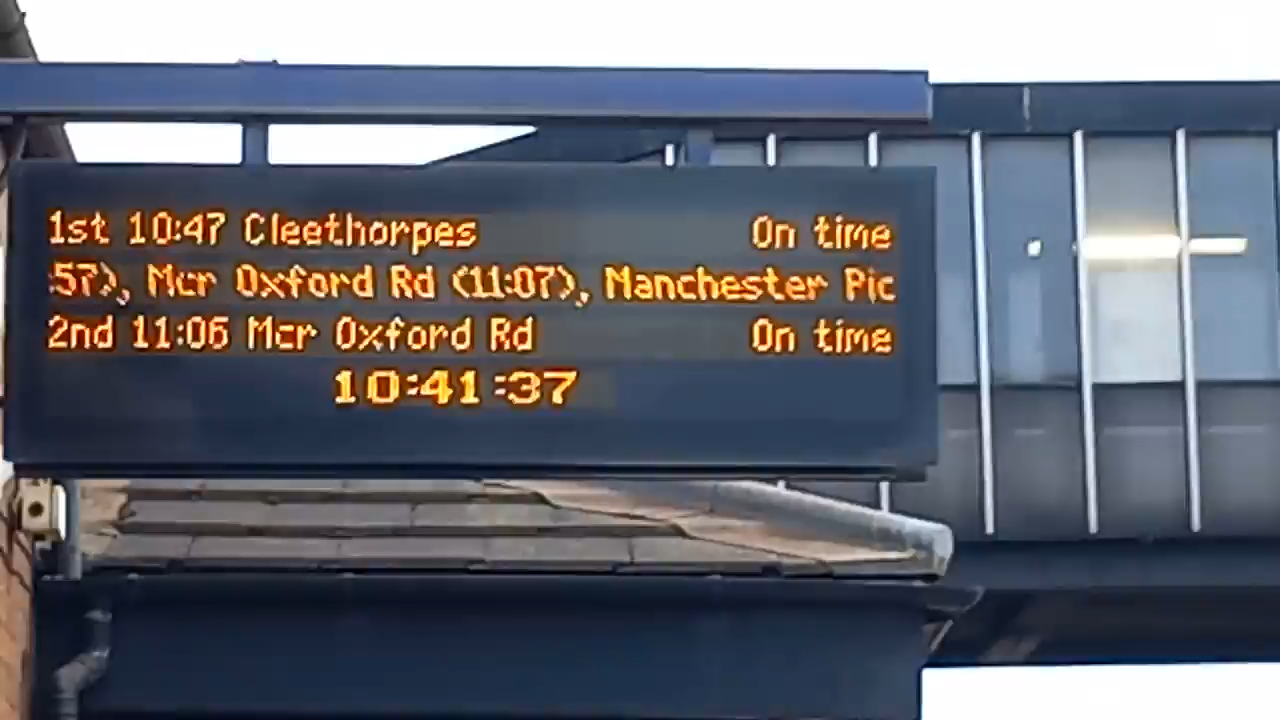 1st 10:47 Cleethorpes On time
:57), Mcr Oxford Rd (11:07), Manchester Pic
2nd 11:06 Mcr Oxford Rd On time
10:41:37